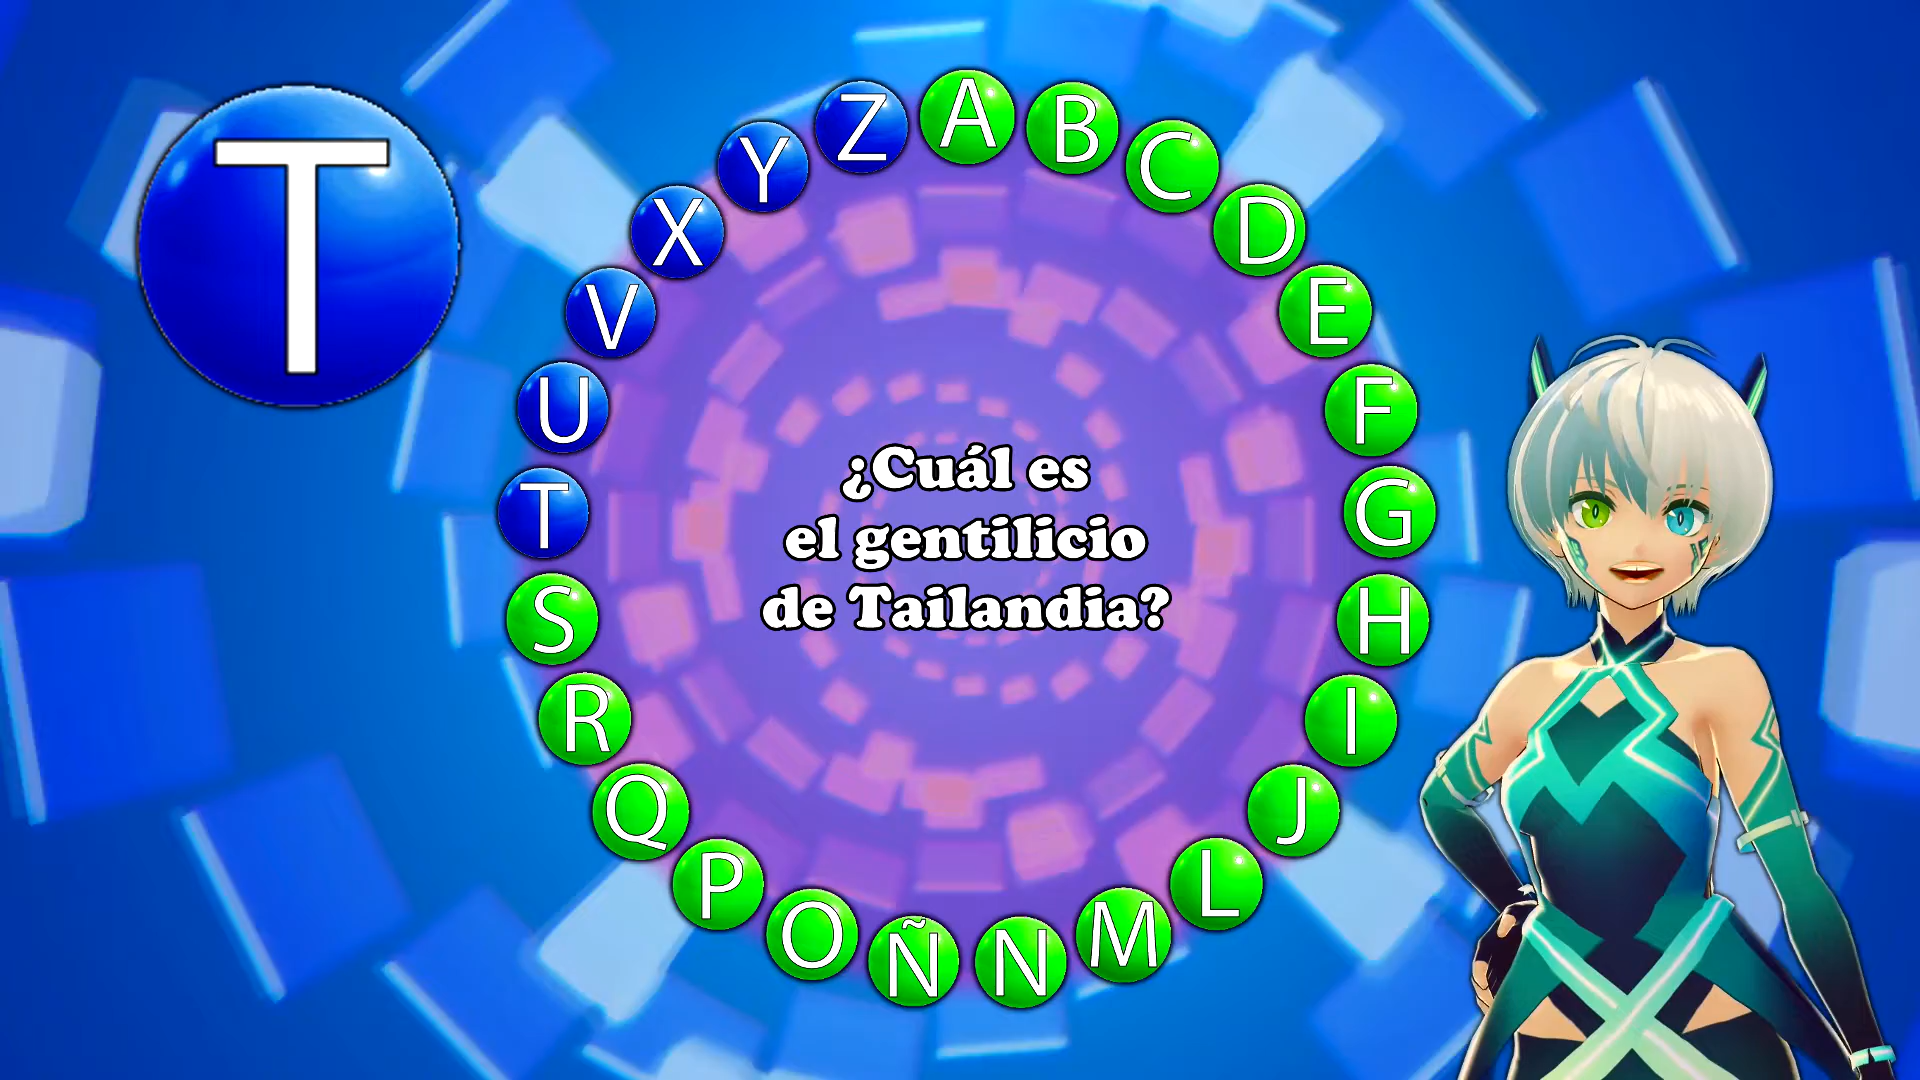 T
A
B
C
D
E
F
G
H
I
J
L
M
N
Ñ
O
P
Q
R
S
T
U
V
X
Y
Z
¿Cuál es
el gentilicio
de Tailandia?